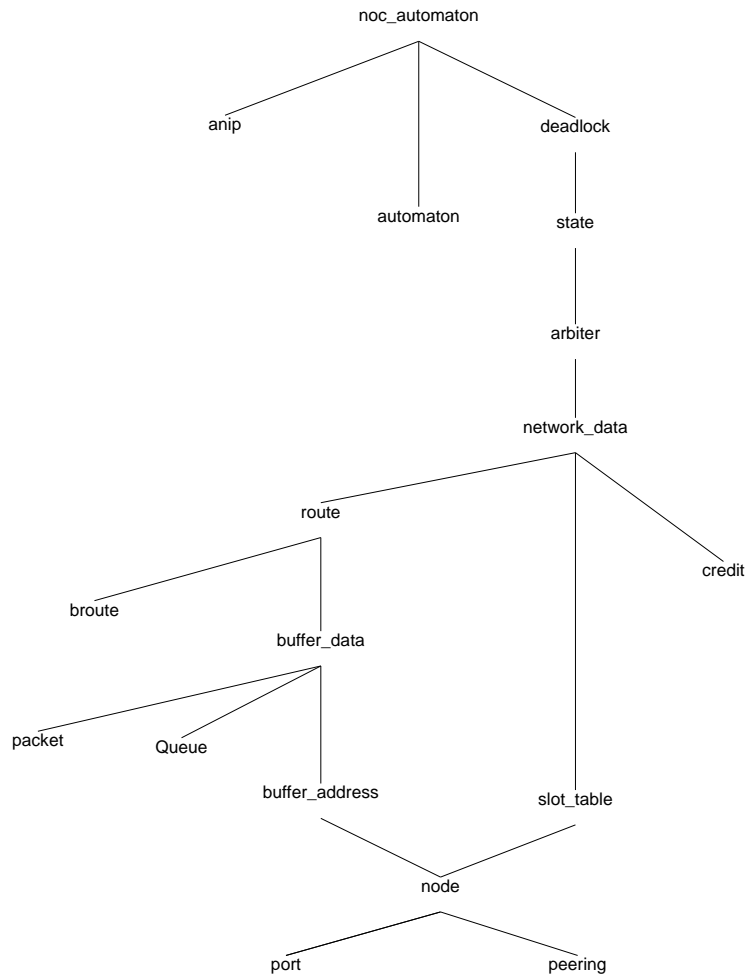 noc_automaton
anip
deadlock
automaton
state
arbiter
network_data
route
credit
broute
buffer_data
packet
Queue
buffer_address
slot_table
node
port
peering